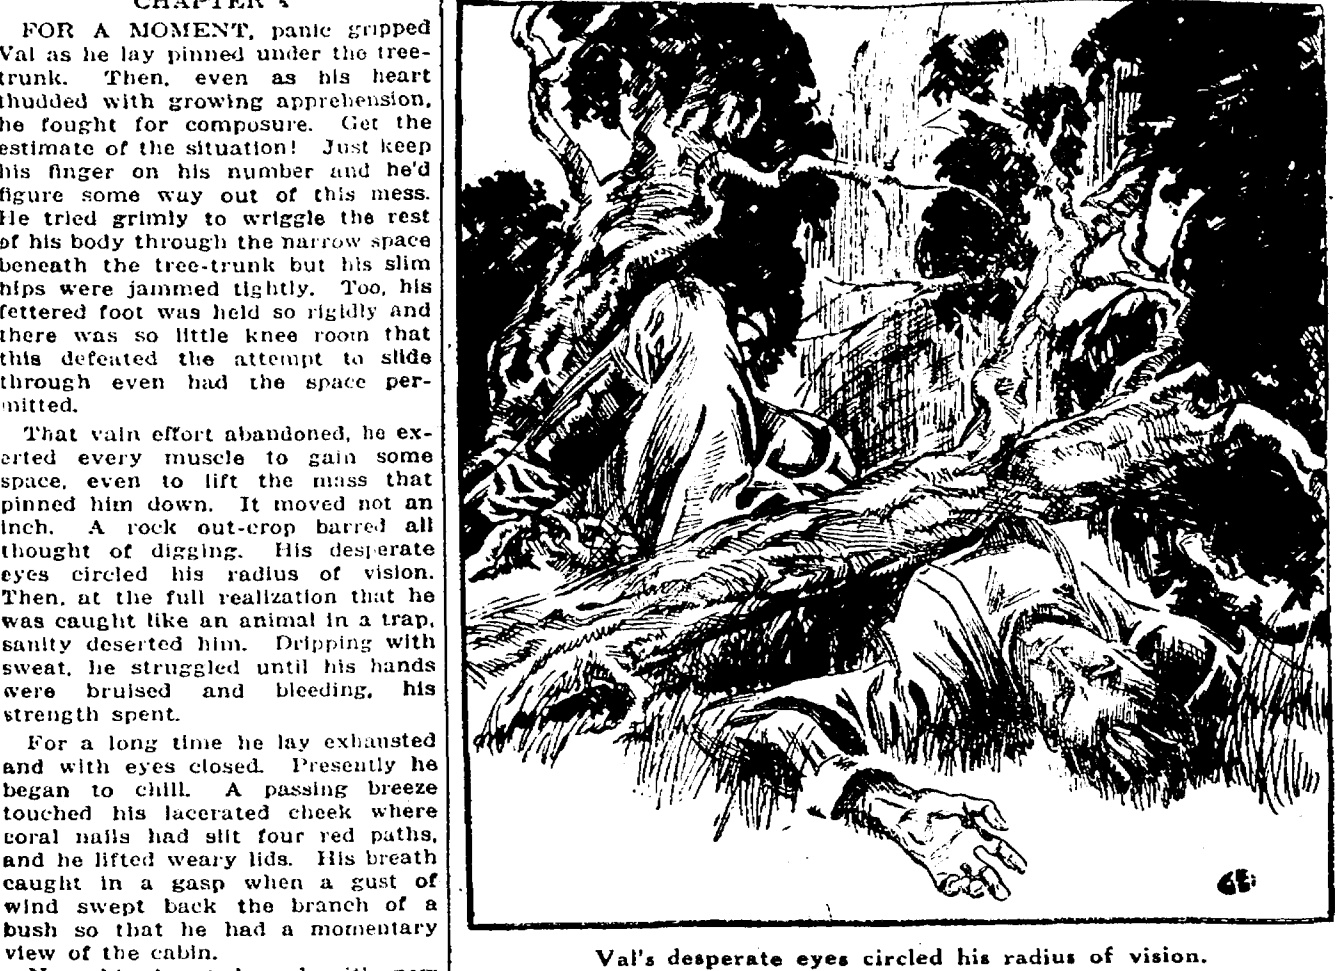 CHAPTER
FOR A MOMENT, panic gripped
Val as he lay pinned under the tree-
trunk. Then, even as his heart
thudded with growing apprehension,
he fought for composure. Get the
estimate of the situation! Just keep
his finger on his number and he'd
figure some way out of this mess.
He tried grimly to wriggle the rest
of his body through the narrow space
beneath the tree-trunk but his slim
hips were jammed tightly. Too, his
fettered foot was held so rigidly and
there was so little knee room that
this defeated the attempt to slide
through even had the space per-
mitted.
That vain effort abandoned, he ex-
erted every muscle to gain some
space, even to lift the mass that
pinned him down. It moved not an
inch. A rock out-crop barred all
thought of digging. His desperate
eyes circled his radius of vision.
Then, at the full realization that he
was caught like an animal in a trap,
sanity deserted him. Dripping with
sweat, he struggled until his hands
were bruised and bleeding, his
strength spent.
For a long time he lay exhausted
and with eyes closed. Presently he
began to chill. A passing breeze
touched his lacerated cheek where
coral nails had slit four red paths,
and he lifted weary lids. His breath
caught in a gasp when a gust of
wind swept back the branch of a
bush so that he had a momentary
view of the cabin.
Val's desperate eyes circled his radius of vision.